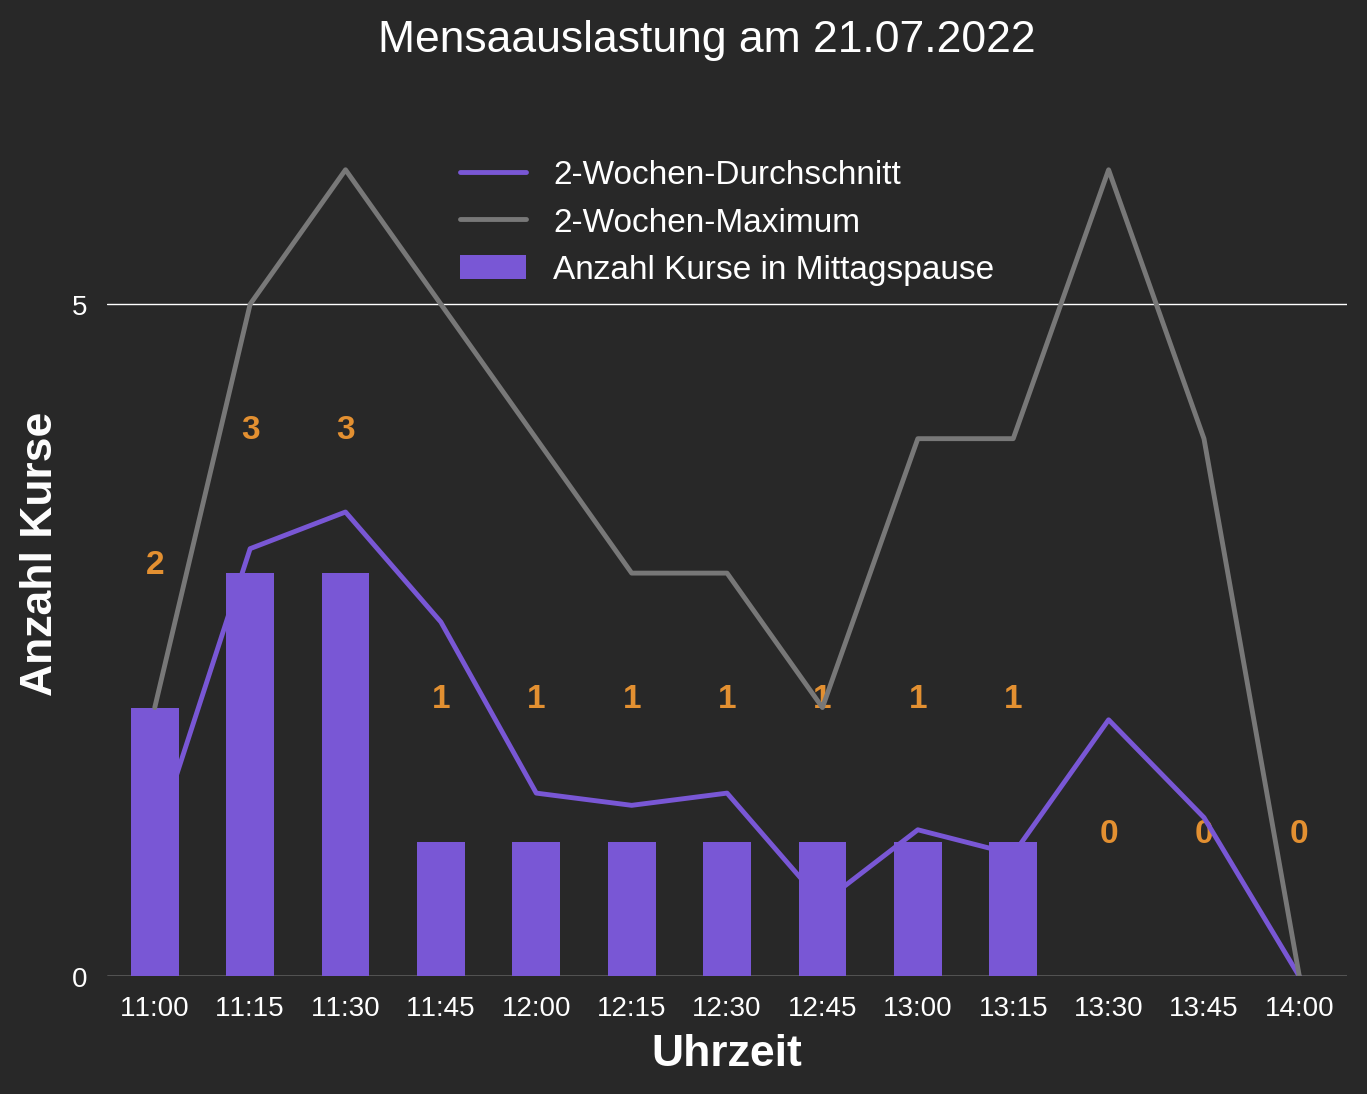 Mensaauslastung am 21.07.2022
2-Wochen-Durchschnitt
2-Wochen-Maximum
Anzahl Kurse in Mittagspause
5
3 3
Anzahl Kurse
2
1 1 1 1 1 1 1
0 0 0
0
11:00 11:15 11:30 11:45 12:00 12:15 12:30 12:45 13:00 13:15 13:30 13:45 14:00
Uhrzeit